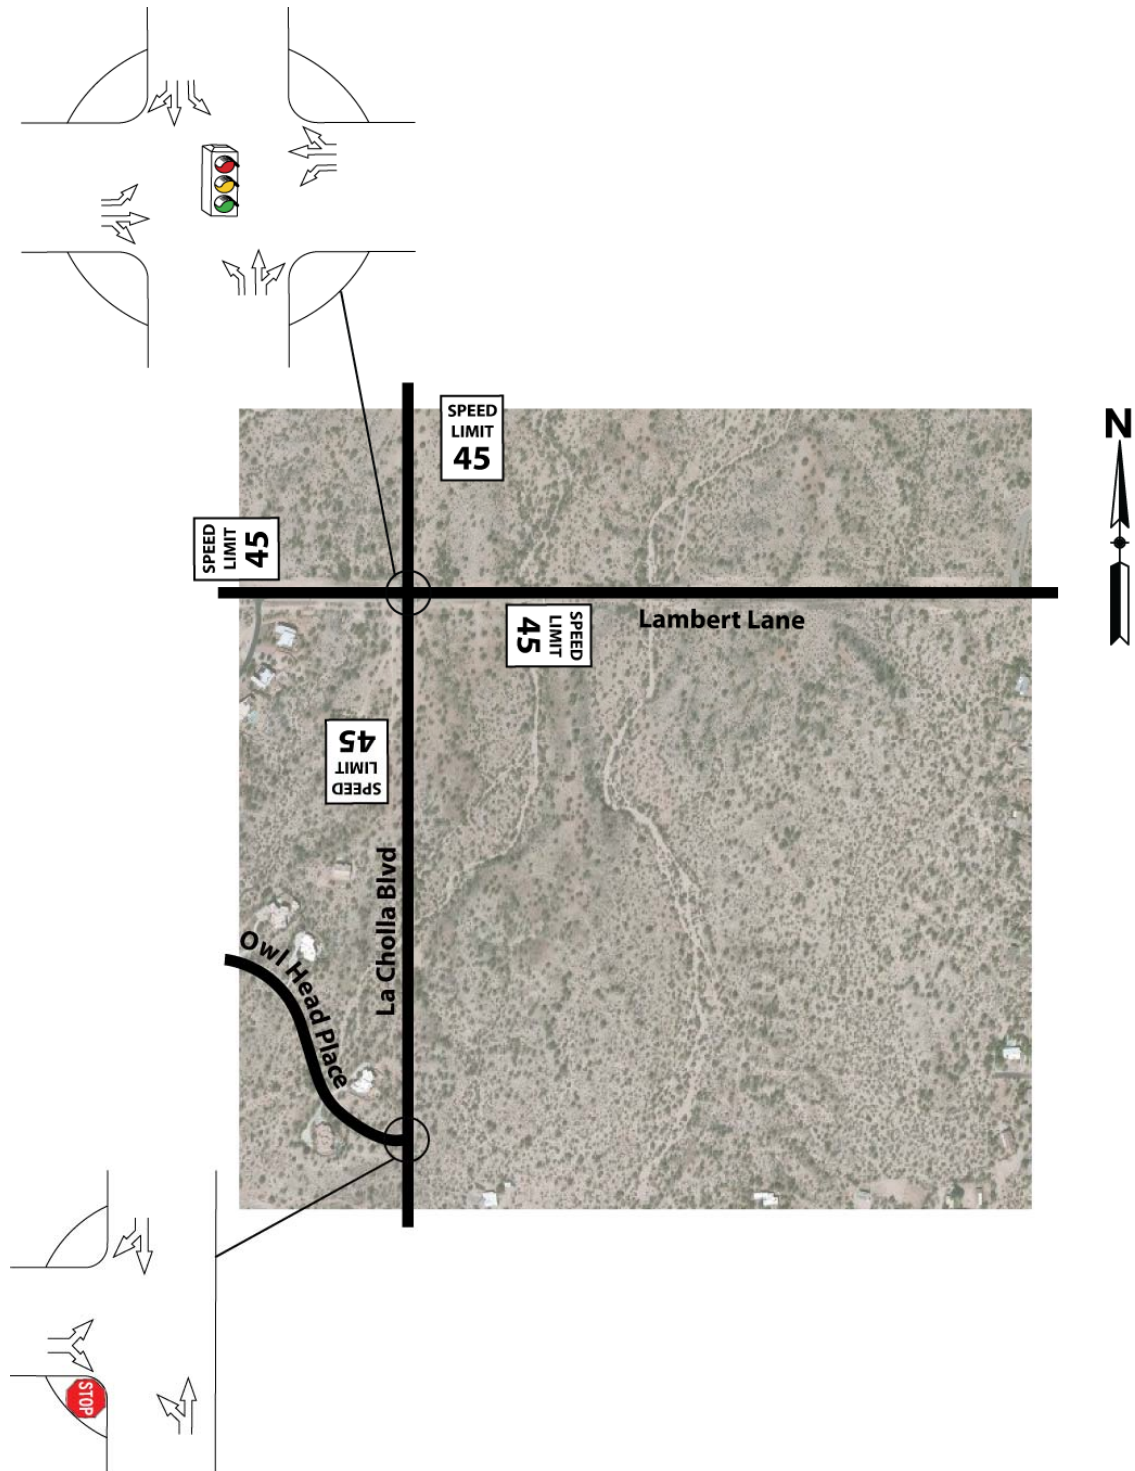 SPEED
LIMIT
45
N
SPEED
LIMIT
45
Lambert Lane
SPEED
LIMIT
45
SPEED
LIMIT
45
La Cholla Blvd
Owl Head Place
STOP